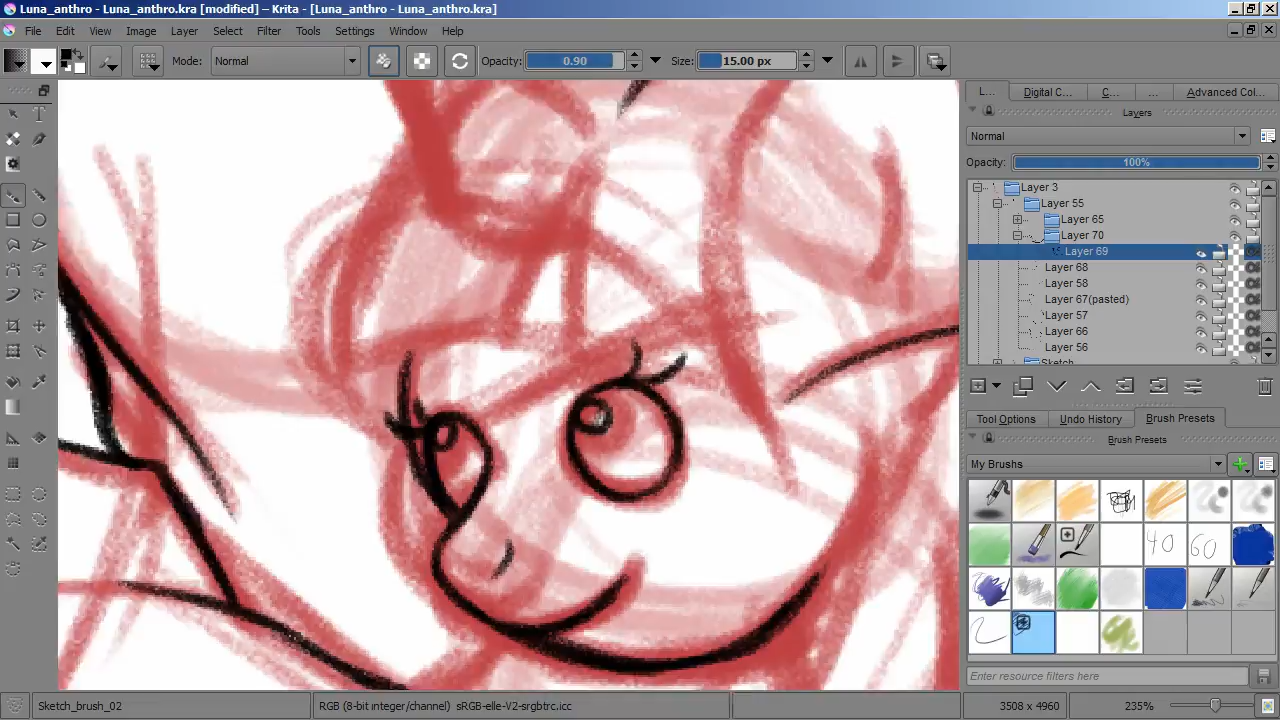 Luna_anthro - Luna_anthro.kra [modified] – Krita - [Luna_anthro - Luna_anthro.kra]
File Edit View Image Layer Select Filter Tools Settings Window Help
Mode: Normal Opacity: 0.90 Size: 15.00 px
L... Digital C... C... ... Advanced Col...
Layers
Normal
Opacity: 100%
Layer 3
Layer 55
Layer 65
Layer 70
Layer 69
Layer 68
Layer 58
Layer 67(pasted)
Layer 57
Layer 66
Layer 56
Sketch
Tool Options Undo History Brush Presets
Brush Presets
My Brushes
40 60
Enter resource filters
Sketch_brush_02 RGB (8-bit integer/channel) sRGB-elle-V2-srgbtrc.icc 3508 x 4960 235%